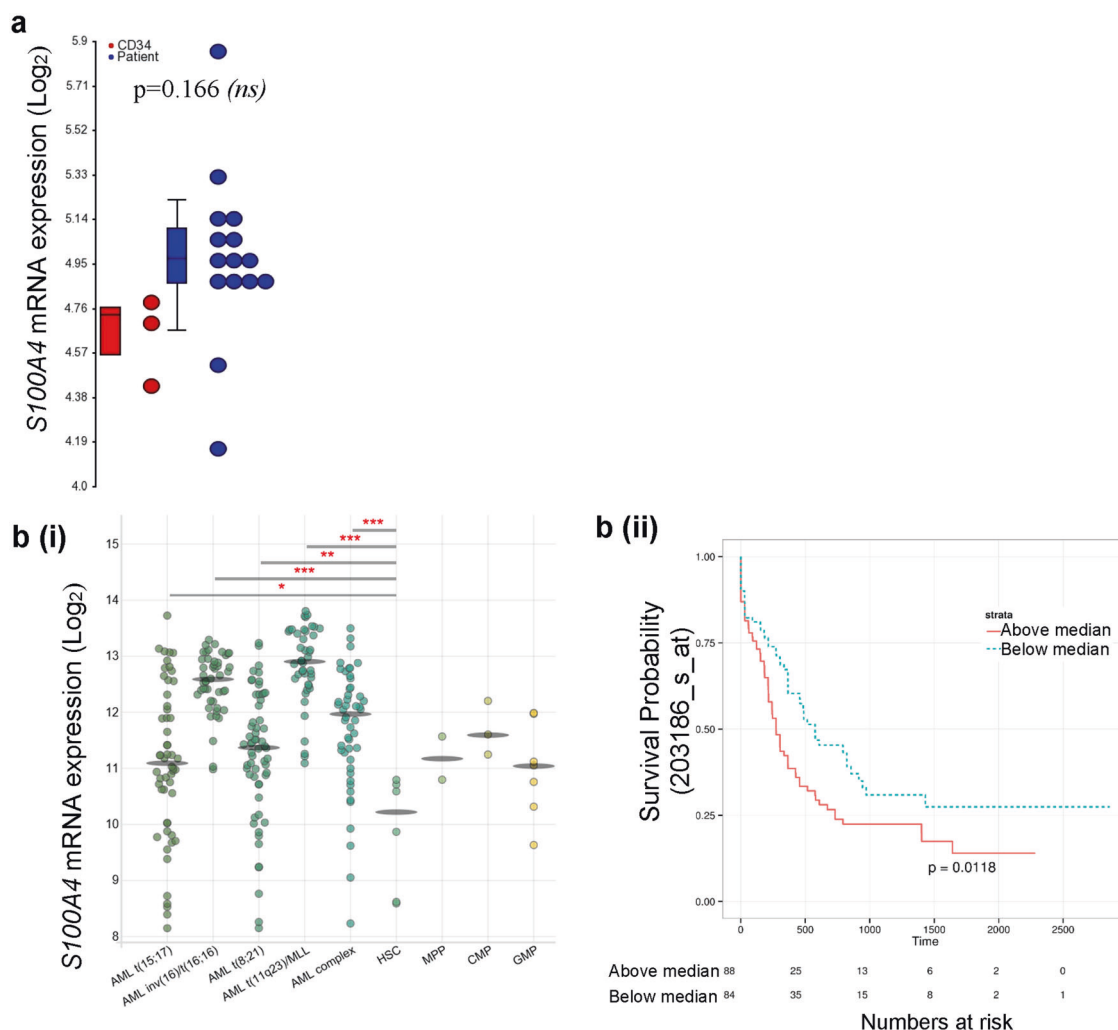 a
S100A4 mRNA expression (Log2)
5.9
5.71
5.52
5.33
5.14
4.95
4.76
4.57
4.38
4.19
4.0
CD34
Patient
p=0.166 (ns)
b (i)
S100A4 mRNA expression (Log2)
15
14
13
12
11
10
9
8
***
***
**
***
*
AML t(15;17)
AML inv(16)/t(16;16)
AML t(8;21)
AML t(11q23)/MLL
AML complex
HSC
MPP
CMP
GMP
b (ii)
Survival Probability
(203186_s_at)
1.00
0.75
0.50
0.25
0.00
strata
Above median
Below median
p = 0.0118
0 500 1000 1500 2000 2500
Time
Above median 88 25 13 6 2 0
Below median 84 35 15 8 2 1
Numbers at risk